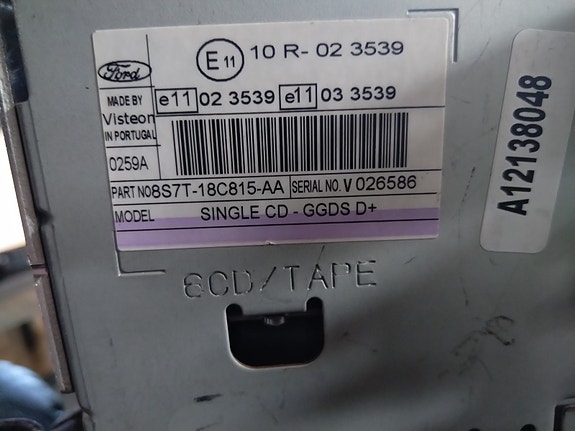 Ford
E 11 10 R- 02 3539
MADE BY
Visteon
IN PORTUGAL
e11 02 3539 e11 03 3539
0259A
PART NO8S7T-18C815-AA SERIAL NO. V 026586
MODEL SINGLE CD - GGDS D+
A12138048
6CD/TAPE